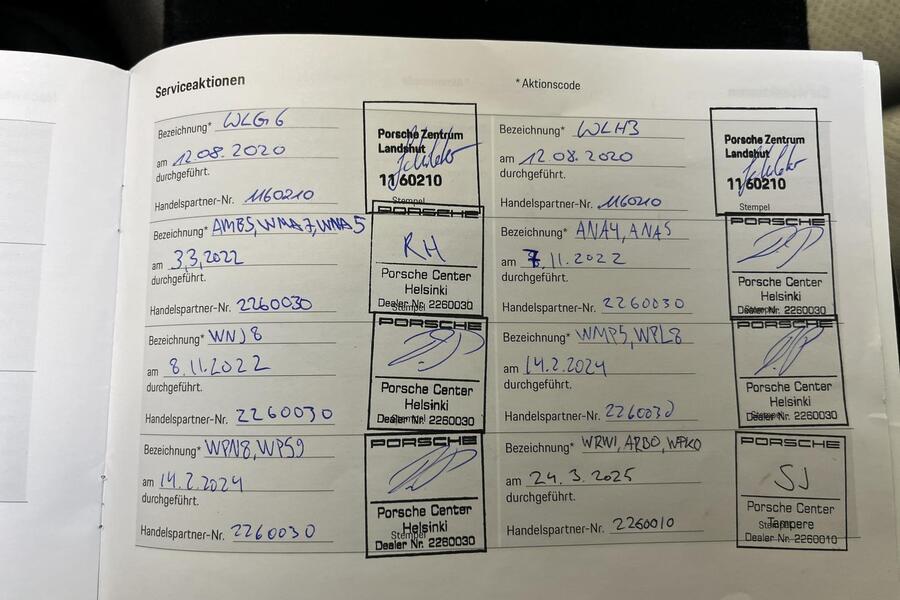 Serviceaktionen
* Aktionscode
Bezeichnung* WLG6
am 12.08.2020
durchgeführt.
Handelspartner-Nr. 1160210
Porsche Zentrum
Landshut
1160210
Stempel
Bezeichnung* WLH3
am 12.08.2020
durchgeführt.
Handelspartner-Nr. 1160210
Porsche Zentrum
Landshut
1160210
Stempel
Bezeichnung* AMB5, WMA7, WNA5
am 3.3.2022
durchgeführt.
Handelspartner-Nr. 2260030
PORSCHE
RH
Porsche Center
Helsinki
Dealer Nr. 2260030
Stempel
Bezeichnung* ANA4, ANA5
am 7.11.2022
durchgeführt.
Handelspartner-Nr. 2260030
PORSCHE
Porsche Center
Helsinki
Dealer Nr. 2260030
Stempel
Bezeichnung* WNJ8
am 8.11.2022
durchgeführt.
Handelspartner-Nr. 2260030
PORSCHE
Porsche Center
Helsinki
Stempel
Dealer Nr. 2260030
Bezeichnung* WMP5, WPL8
am 14.2.2024
durchgeführt.
Handelspartner-Nr. 2260030
PORSCHE
Porsche Center
Helsinki
Stempel
Dealer Nr. 2260030
Bezeichnung* WPN8, WPS9
am 14.2.2024
durchgeführt.
Handelspartner-Nr. 2260030
PORSCHE
Porsche Center
Helsinki
Stempel
Dealer Nr. 2260030
Bezeichnung* WRW1, ARB0, WPK0
am 24.3.2025
durchgeführt.
Handelspartner-Nr. 2260010
PORSCHE
SJ
Porsche Center
Tampere
Stempel
Dealer Nr. 2260010